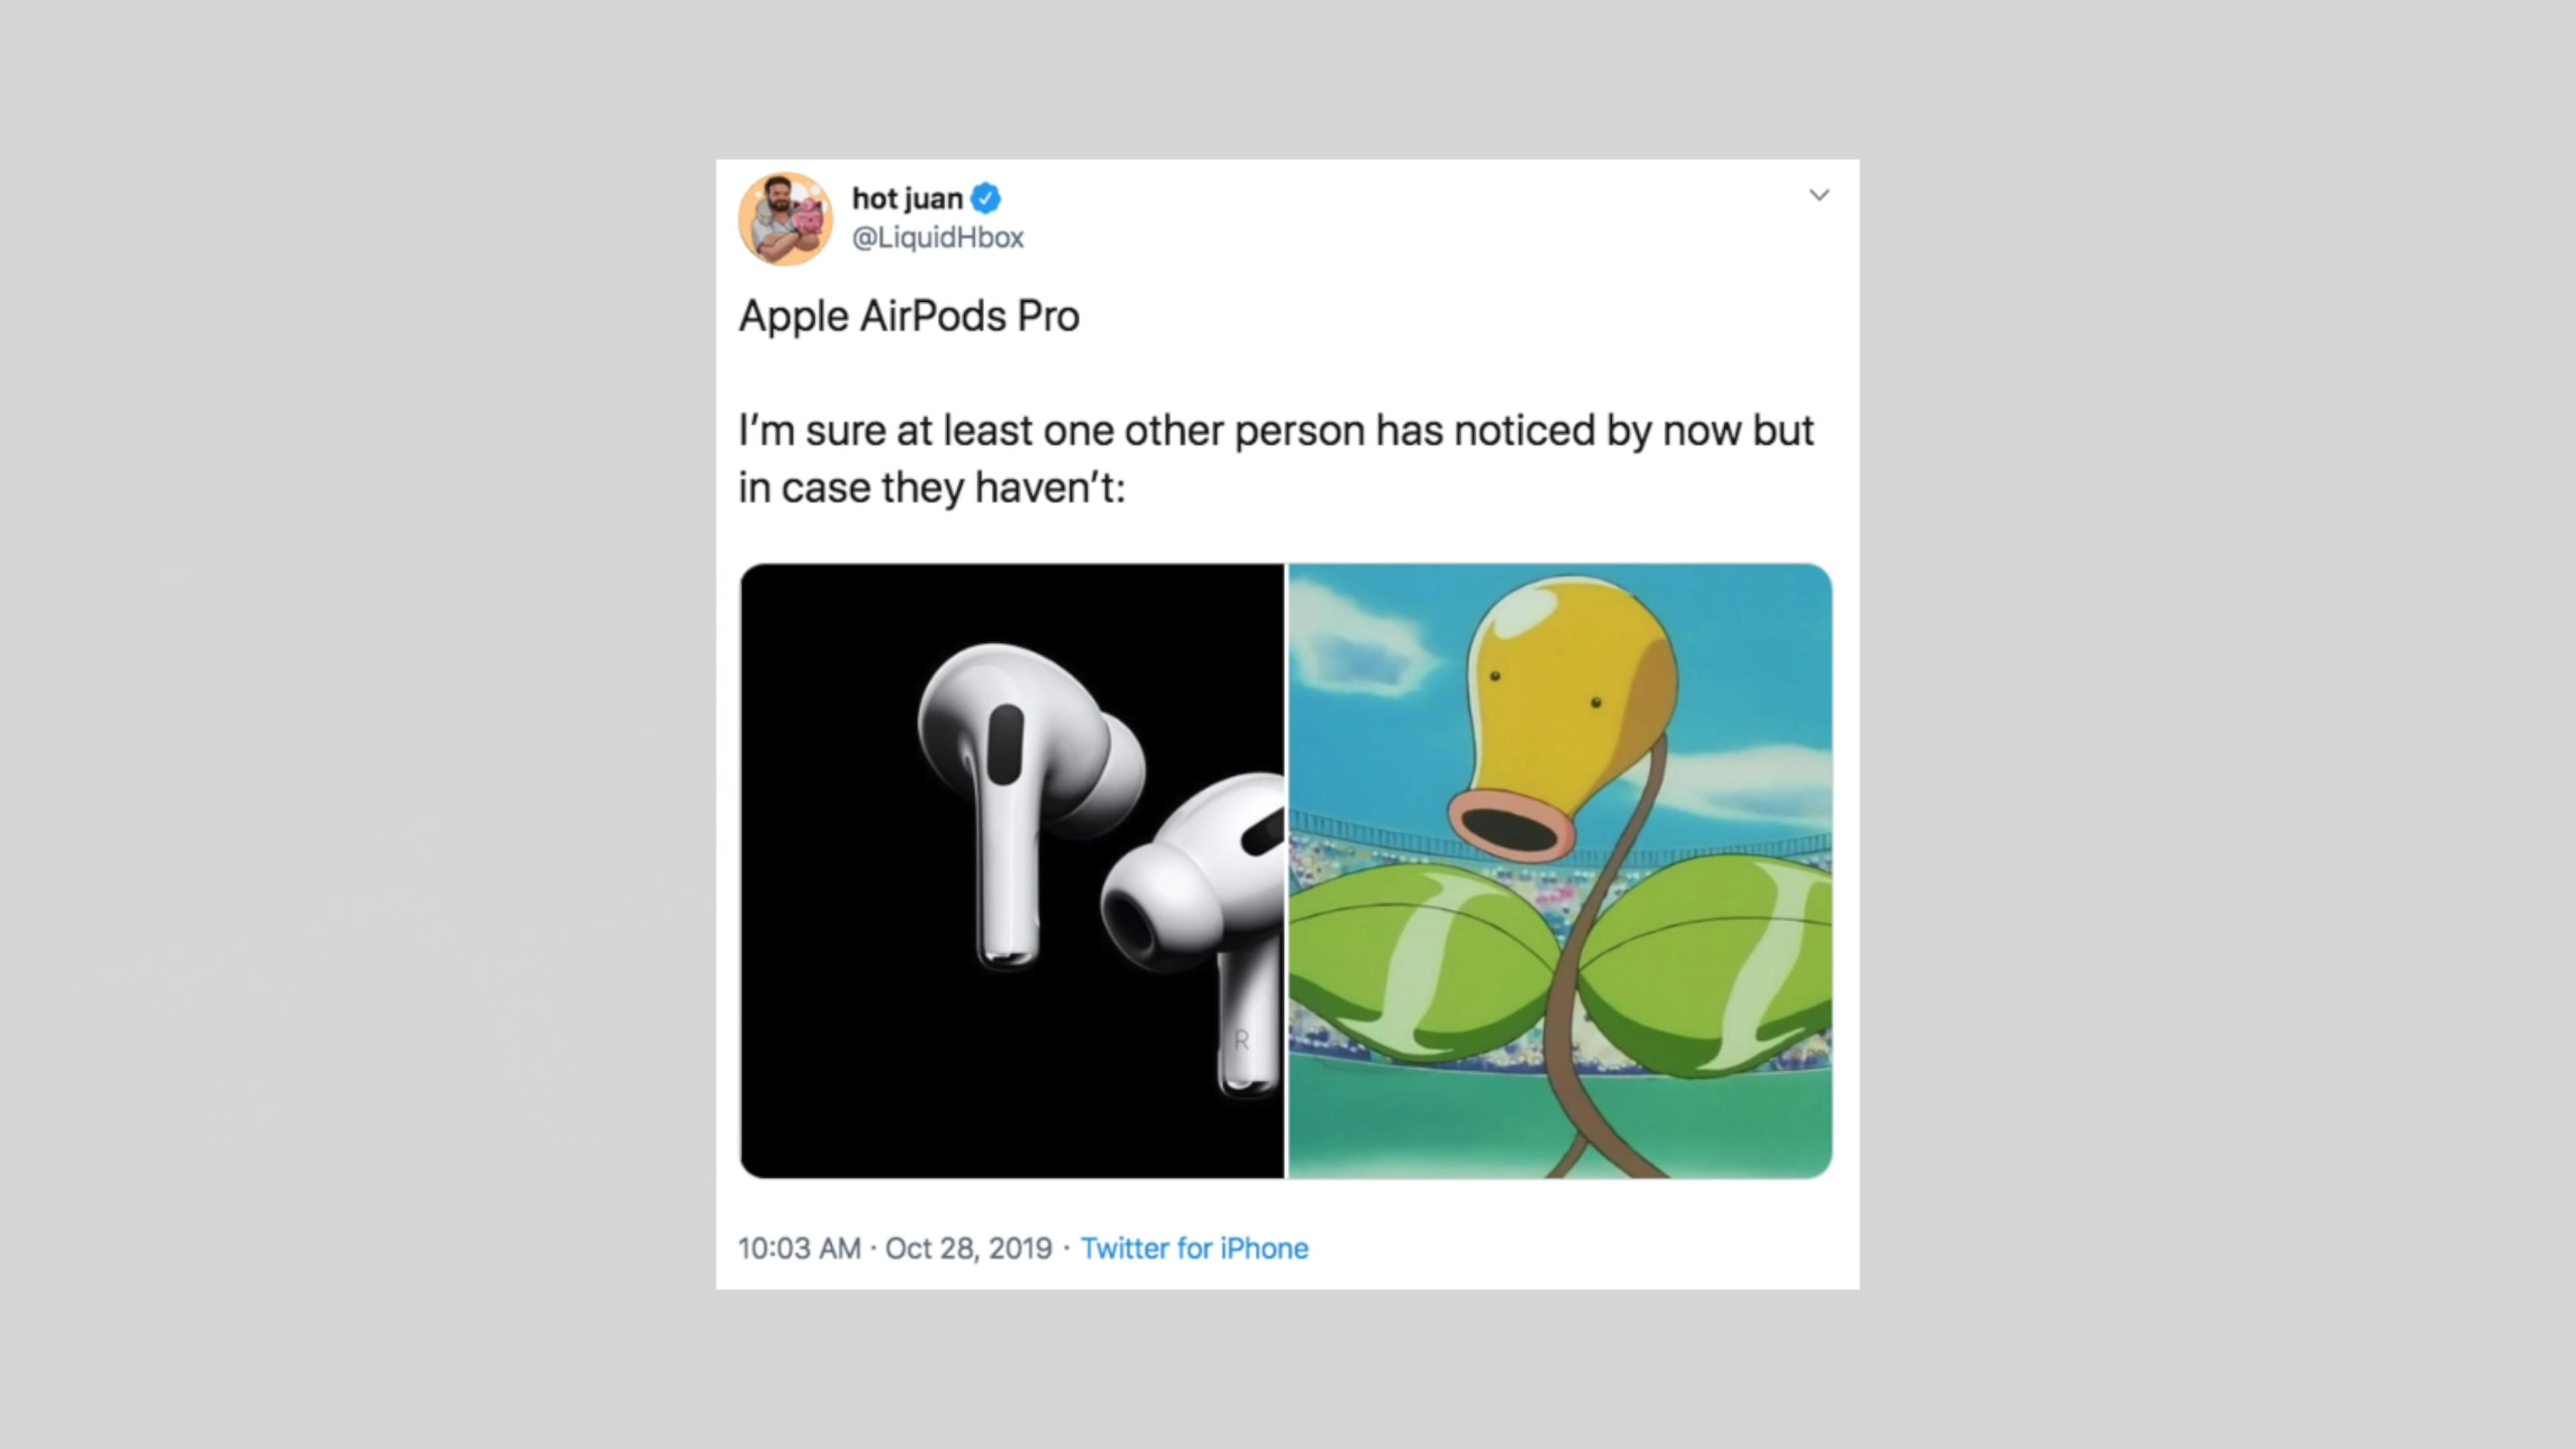 hot juan
@LiquidHbox
Apple AirPods Pro
I’m sure at least one other person has noticed by now but
in case they haven’t:
R
10:03 AM · Oct 28, 2019 · Twitter for iPhone